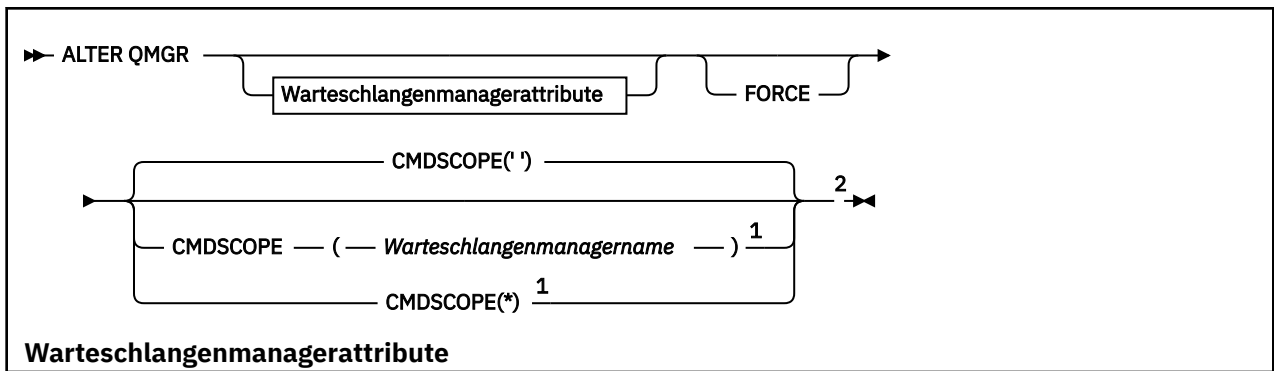 ALTER QMGR
Warteschlangenmanagerattribute
FORCE
CMDSCOPE(' ')
2
CMDSCOPE ( Warteschlangenmanagername ) 1
CMDSCOPE(*) 1
Warteschlangenmanagerattribute